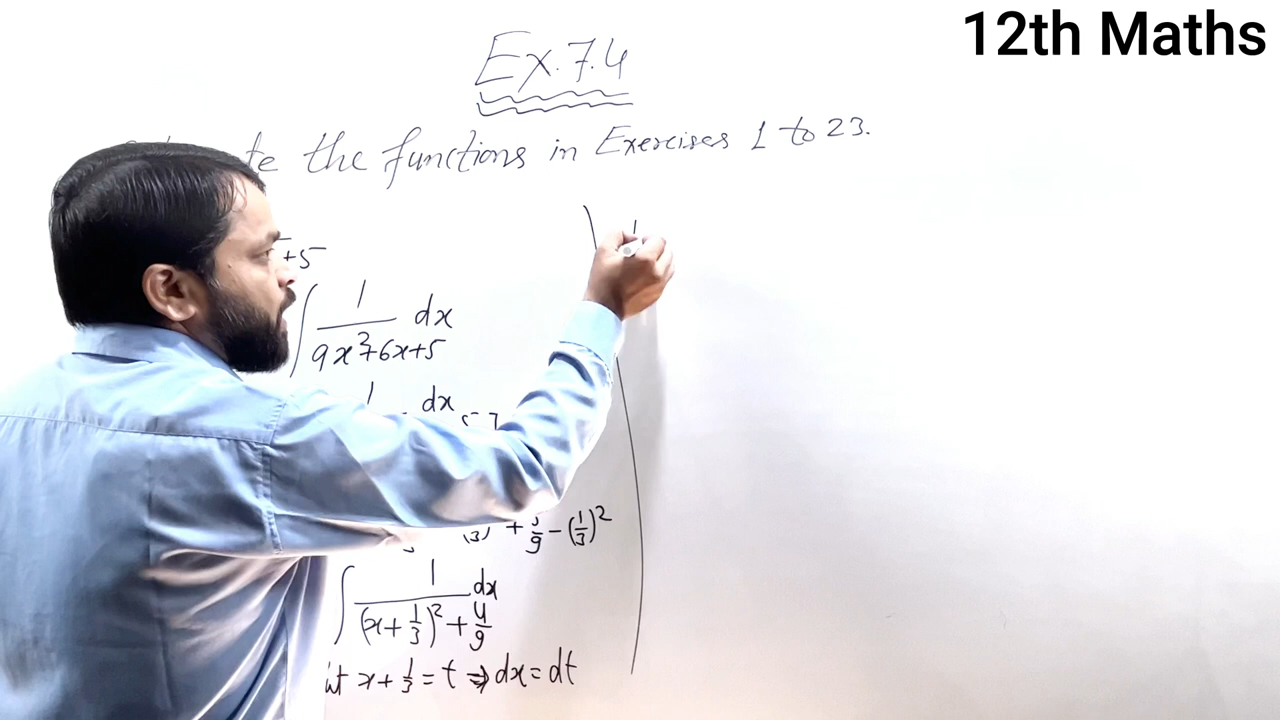 12th Maths
Ex.7.4
the functions in Exercises 1 to 23.
+5
∫ 1/(9x²+6x+5) dx
1 dx
+ 5/9 - (1/3)²
∫ 1/((x+1/3)²+4/9) dx
x+1/3=t ⇒ dx=dt